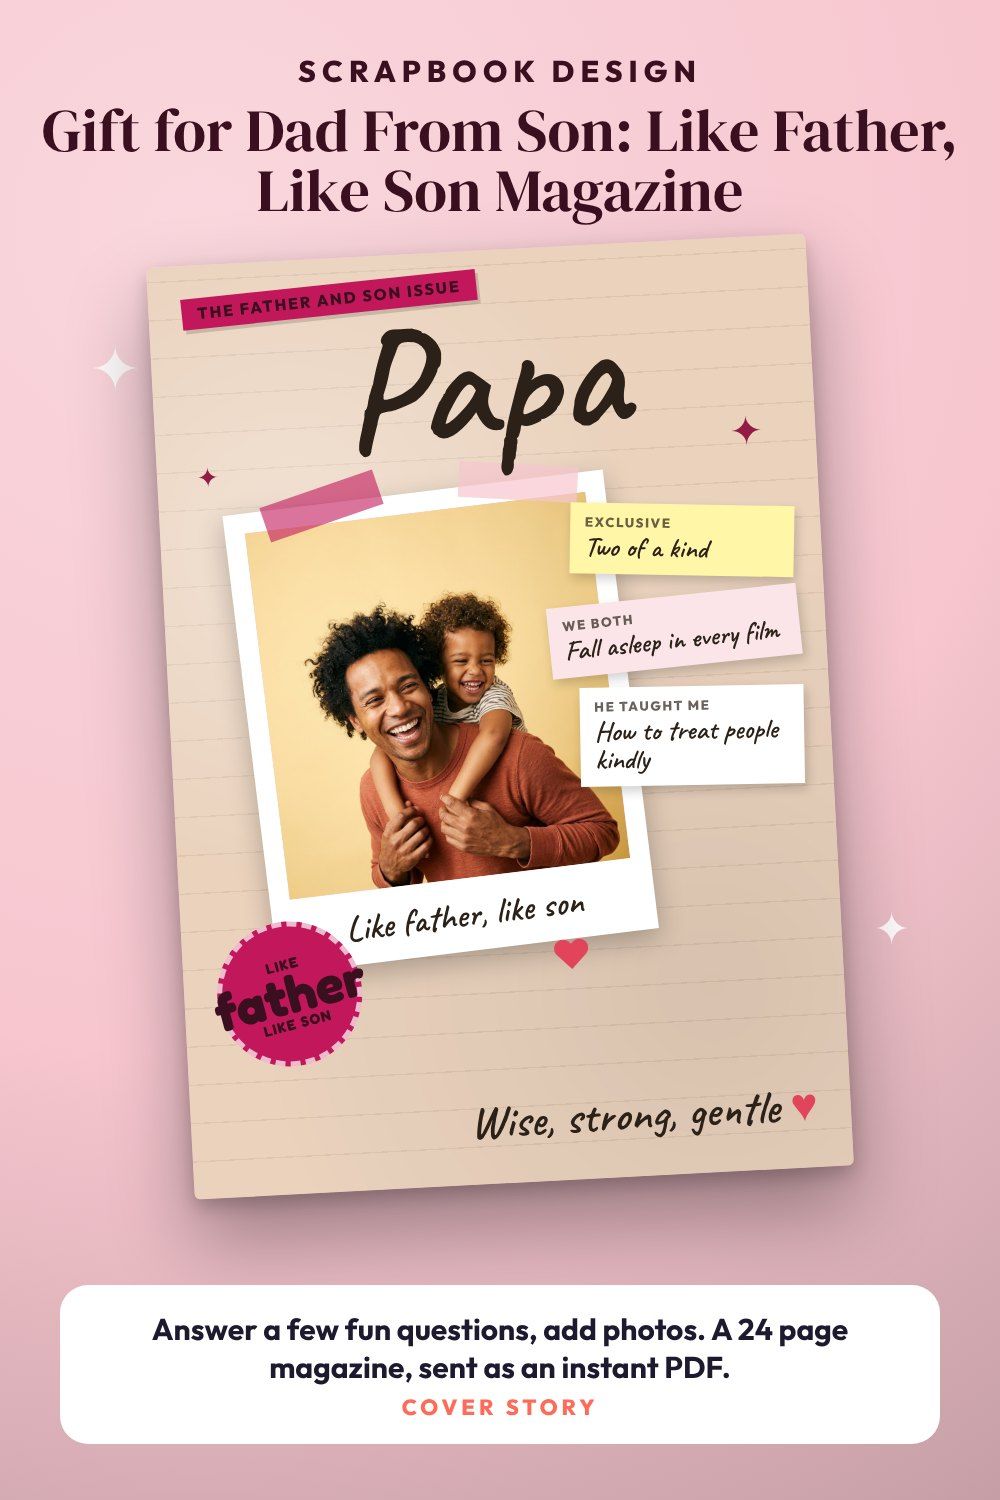 SCRAPBOOK DESIGN
Gift for Dad From Son: Like Father,
Like Son Magazine
THE FATHER AND SON ISSUE
Papa
EXCLUSIVE
Two of a kind
WE BOTH
Fall asleep in every film
HE TAUGHT ME
How to treat people
kindly
Like father, like son
LIKE
father
LIKE SON
Wise, strong, gentle
Answer a few fun questions, add photos. A 24 page
magazine, sent as an instant PDF.
COVER STORY